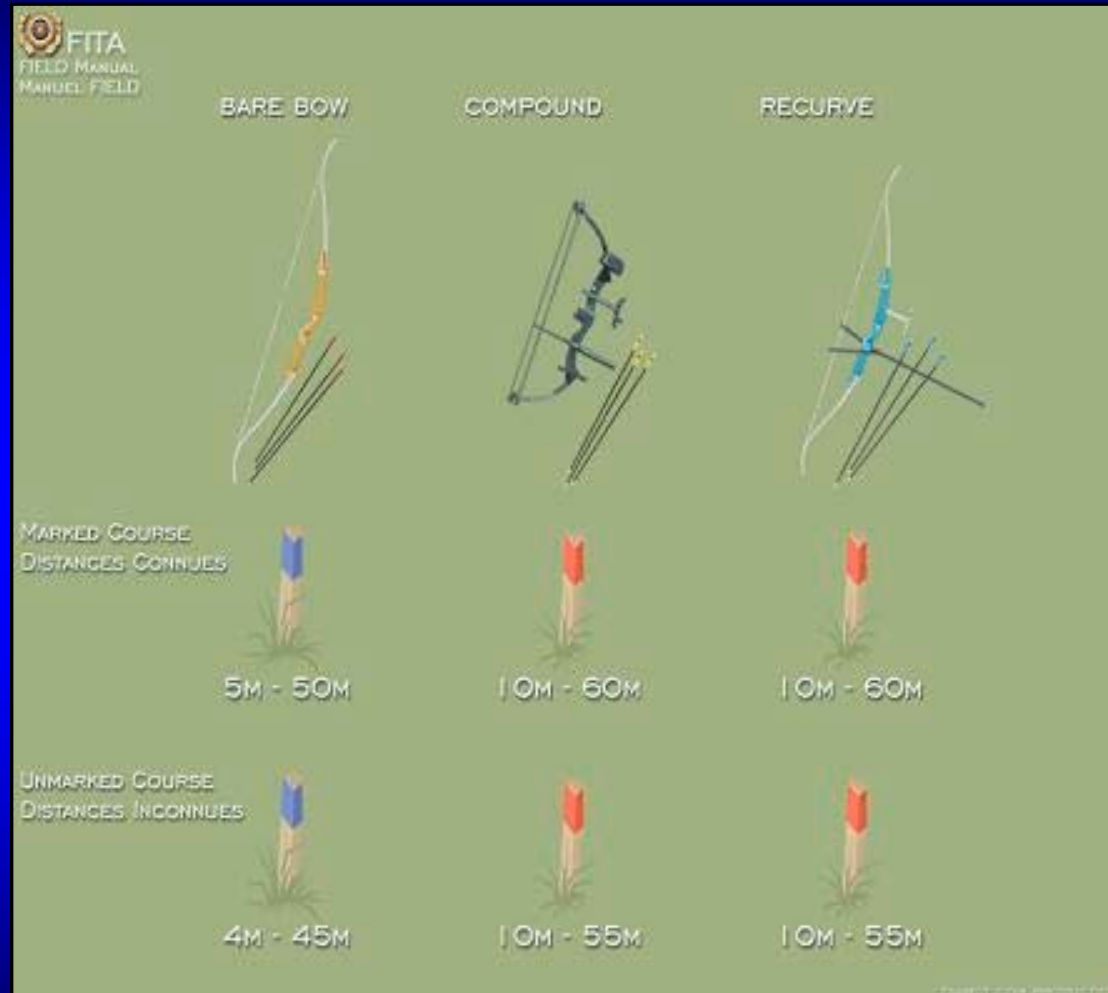 FITA
FIELD MANUAL
MANUEL FIELD
BARE BOW COMPOUND RECURVE
MARKED COURSE
DISTANCES CONNUES
5M - 50M 10M - 60M 10M - 60M
UNMARKED COURSE
DISTANCES INCONNUES
4M - 45M 10M - 55M 10M - 55M